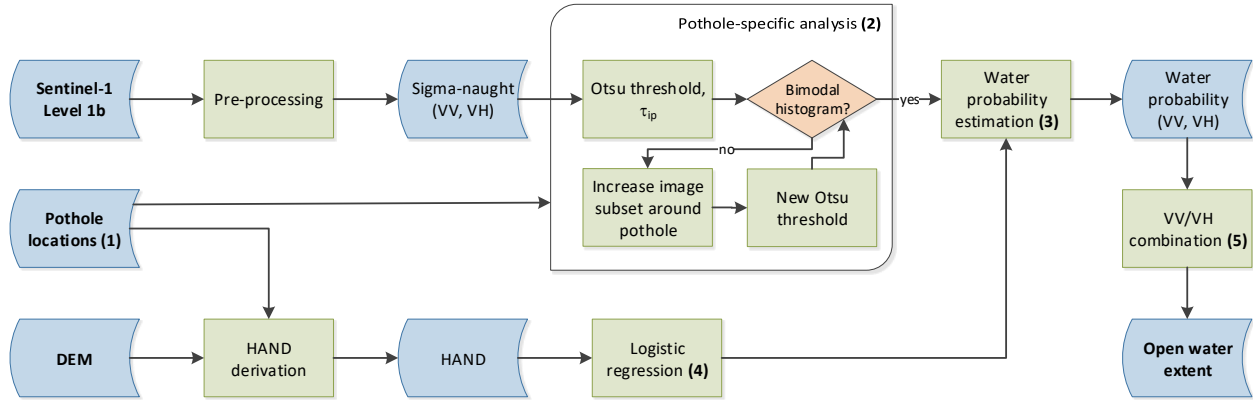 Pothole-specific analysis (2)
Sentinel-1
Level 1b
Pre-processing
Sigma-naught
(VV, VH)
Otsu threshold,
τip
Bimodal
histogram?
yes
Water
probability
estimation (3)
Water
probability
(VV, VH)
no
Increase image
subset around
pothole
New Otsu
threshold
Pothole
locations (1)
VV/VH
combination (5)
DEM
HAND
derivation
HAND
Logistic
regression (4)
Open water
extent